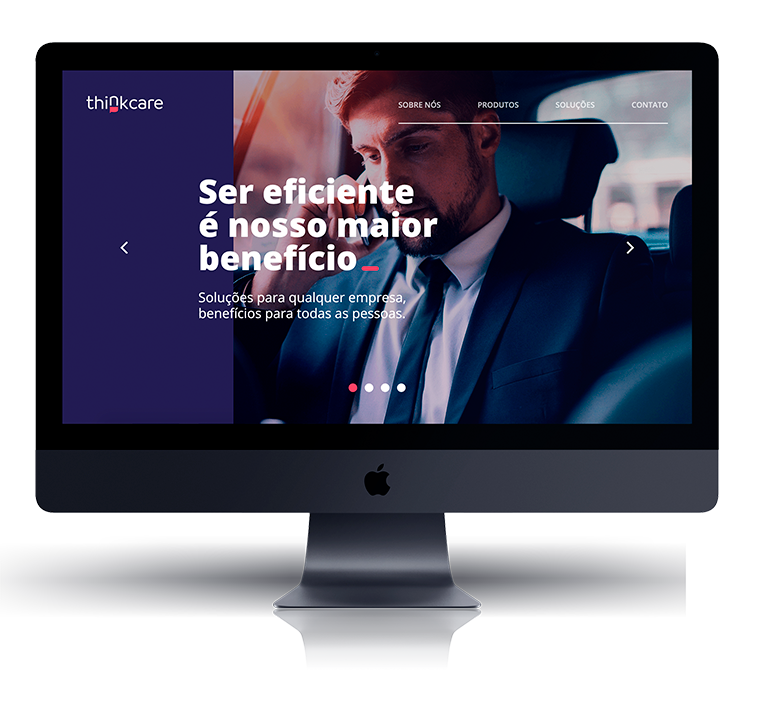 thinkcare
SOBRE NÓS PRODUTOS SOLUÇÕES CONTATO
Ser eficiente
é nosso maior
benefício
Soluções para qualquer empresa,
benefícios para todas as pessoas.